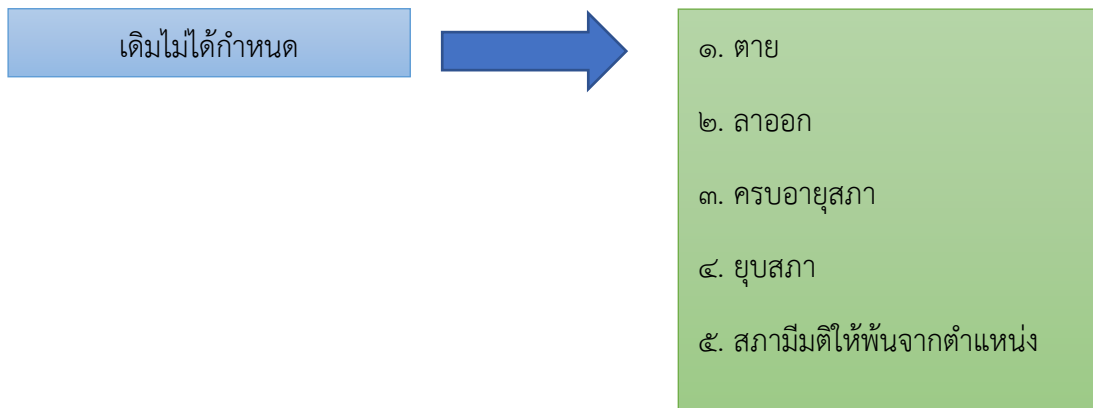 เดิมไม่ได้กำหนด
๑. ตาย
๒. ลาออก
๓. ครบอายุสภา
๔. ยุบสภา
๕. สภามีมติให้พ้นจากตำแหน่ง